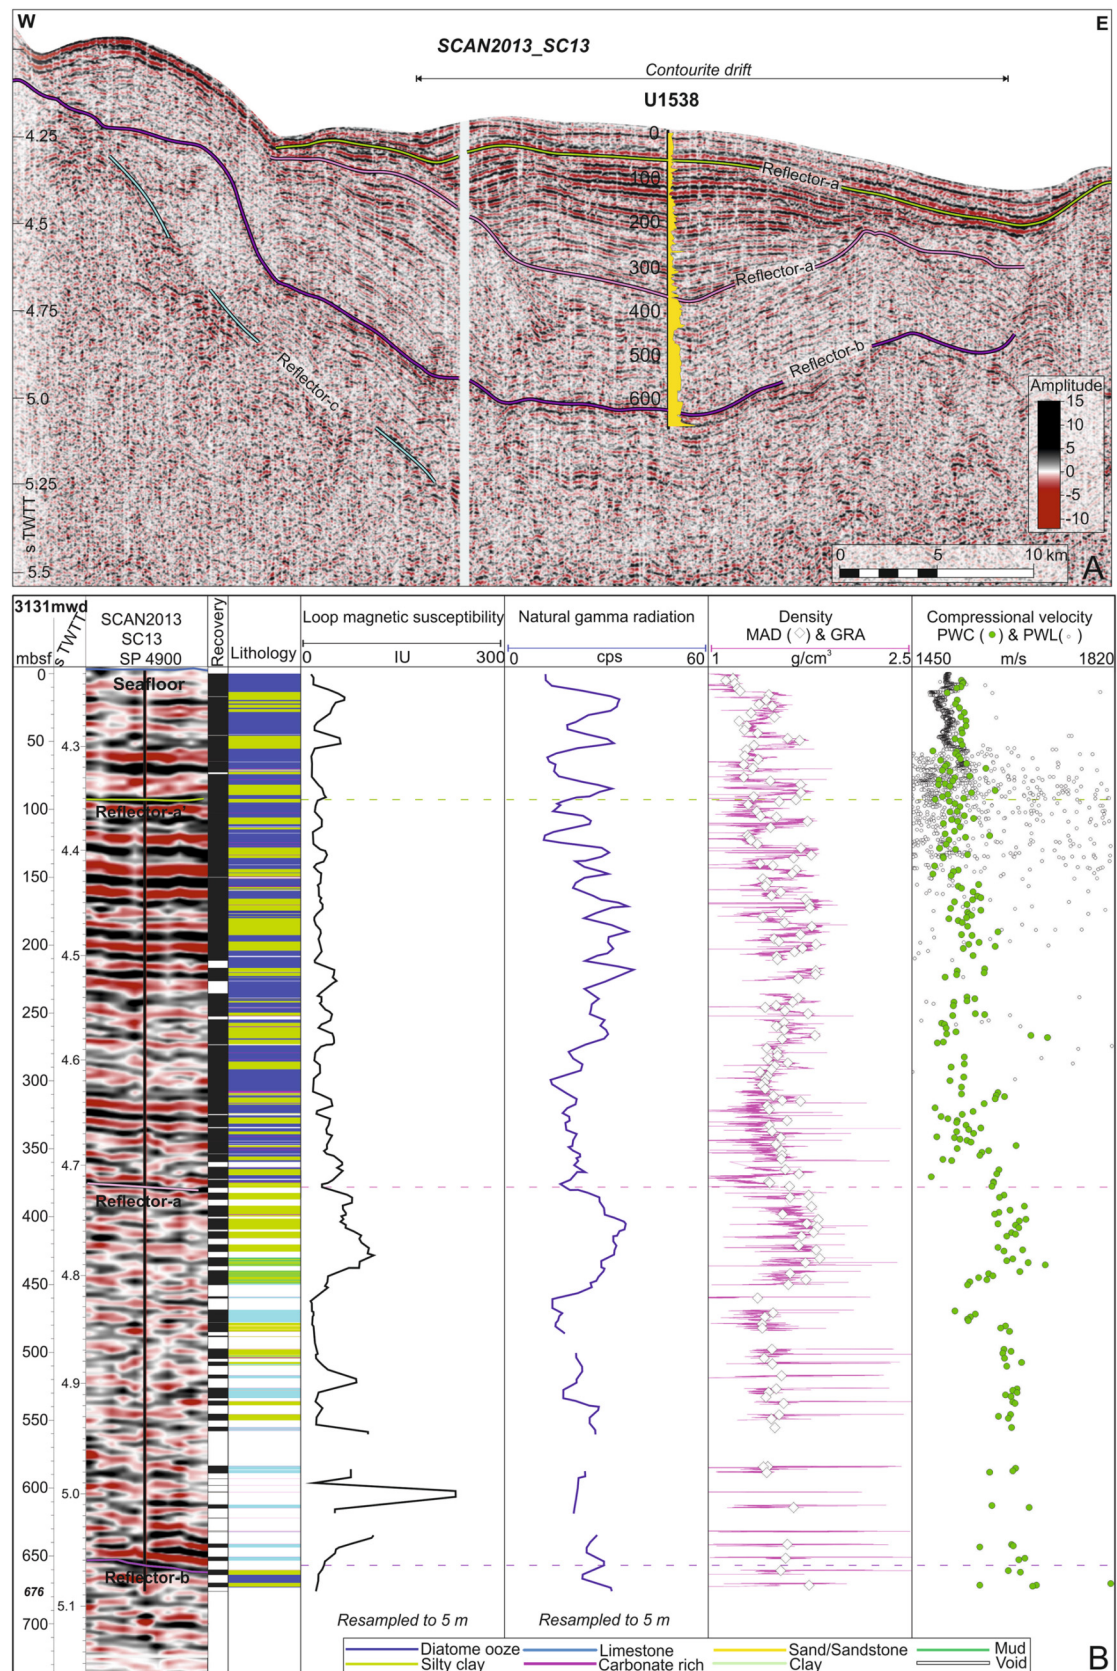 W
E
SCAN2013_SC13
Contourite drift
U1538
0
4.25
Reflector-a'
100
200
4.5
300
Reflector-a
400
4.75
500
Reflector-b
600
Reflector-c
5.0
Amplitude
15
10
5
0
-5
-10
5.25
s TWTT
0 5 10 km
5.5
A
3131mwd
mbsf
s TWTT
SCAN2013
SC13
SP 4900
Recovery
Lithology
Loop magnetic susceptibility
0 IU 300
Natural gamma radiation
0 cps 60
Density
MAD ( ) & GRA
1 g/cm³ 2.5
Compressional velocity
PWC ( ) & PWL( )
1450 m/s 1820
0
Seafloor
50
4.3
100
Reflector-a'
4.4
150
200
4.5
250
4.6
300
350
4.7
Reflector-a
400
4.8
450
500
4.9
550
600
5.0
650
Reflector-b
676
5.1
700
Resampled to 5 m
Resampled to 5 m
Diatome ooze
Limestone
Sand/Sandstone
Mud
Silty clay
Carbonate rich
Clay
Void
B